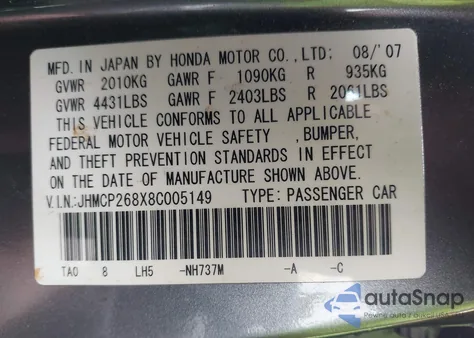 MFD. IN JAPAN BY HONDA MOTOR CO., LTD: 08/'07
GVWR 2010KG GAWR F 1090KG R 935KG
GVWR 4431LBS GAWR F 2403LBS R 2061LBS
THIS VEHICLE CONFORMS TO ALL APPLICABLE
FEDERAL MOTOR VEHICLE SAFETY , BUMPER,
AND THEFT PREVENTION STANDARDS IN EFFECT
ON THE DATE OF MANUFACTURE SHOWN ABOVE.
V.I.N.: JHMCP268X8C005149 TYPE: PASSENGER CAR
TA0 8 LH5 -NH737M -A -C
autoSnap